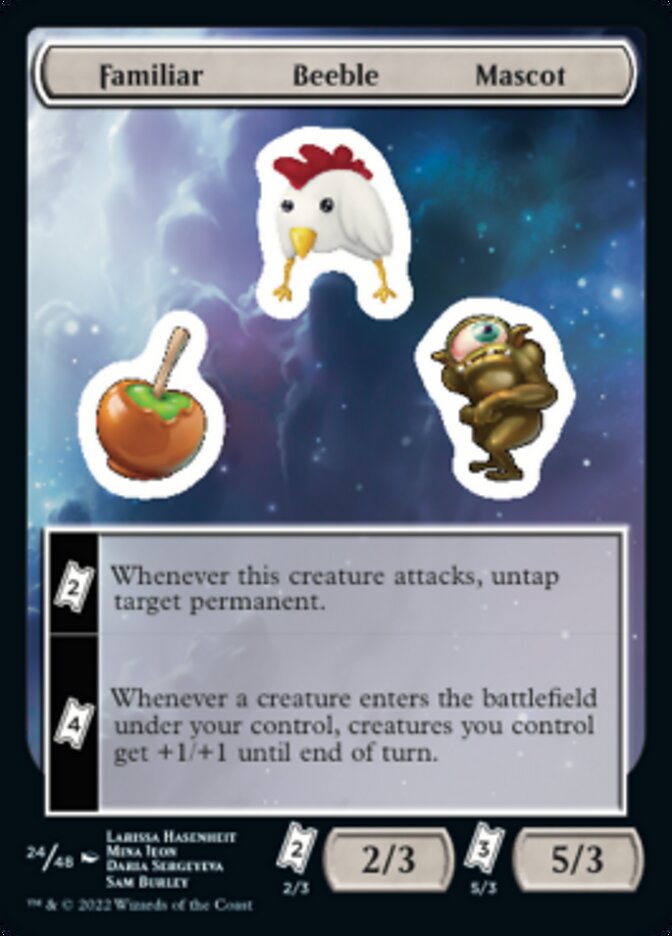 Familiar Beeble Mascot
2
Whenever this creature attacks, untap
target permanent.
4
Whenever a creature enters the battlefield
under your control, creatures you control
get +1/+1 until end of turn.
24/48
Larissa Hasenheit
Mina Jeon
Daria Sergeyeva
Sam Burley
™ & © 2022 Wizards of the Coast
2
2/3
2/3
3
5/3
5/3